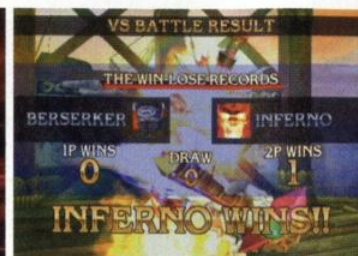 VS BATTLE RESULT
THE WIN-LOSE RECORDS
BERSERKER INFERNO
1P WINS DRAW 2P WINS
0 0 1
INFERNO WINS!!